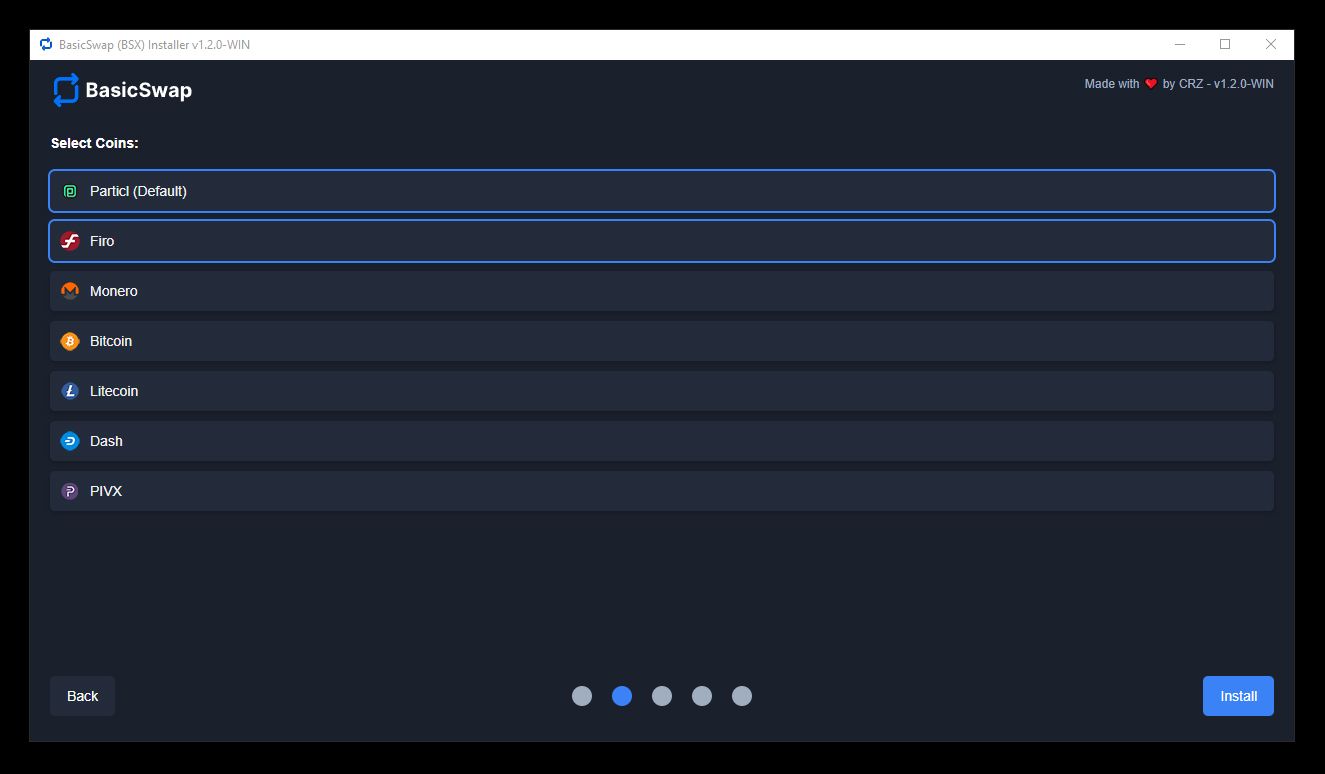 BasicSwap (BSX) Installer v1.2.0-WIN
BasicSwap
Made with ❤ by CRZ - v1.2.0-WIN
Select Coins:
Particl (Default)
Firo
Monero
Bitcoin
Litecoin
Dash
PIVX
Back
Install